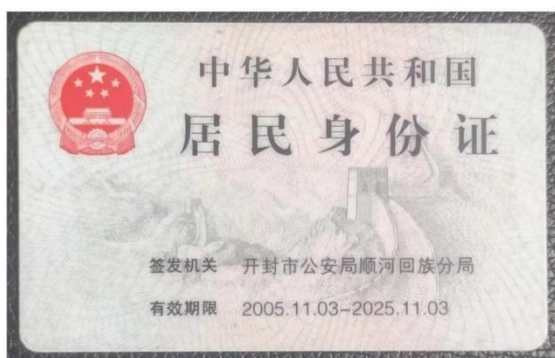 中华人民共和国
居民身份证
签发机关 开封市公安局顺河回族分局
有效期限 2005.11.03-2025.11.03